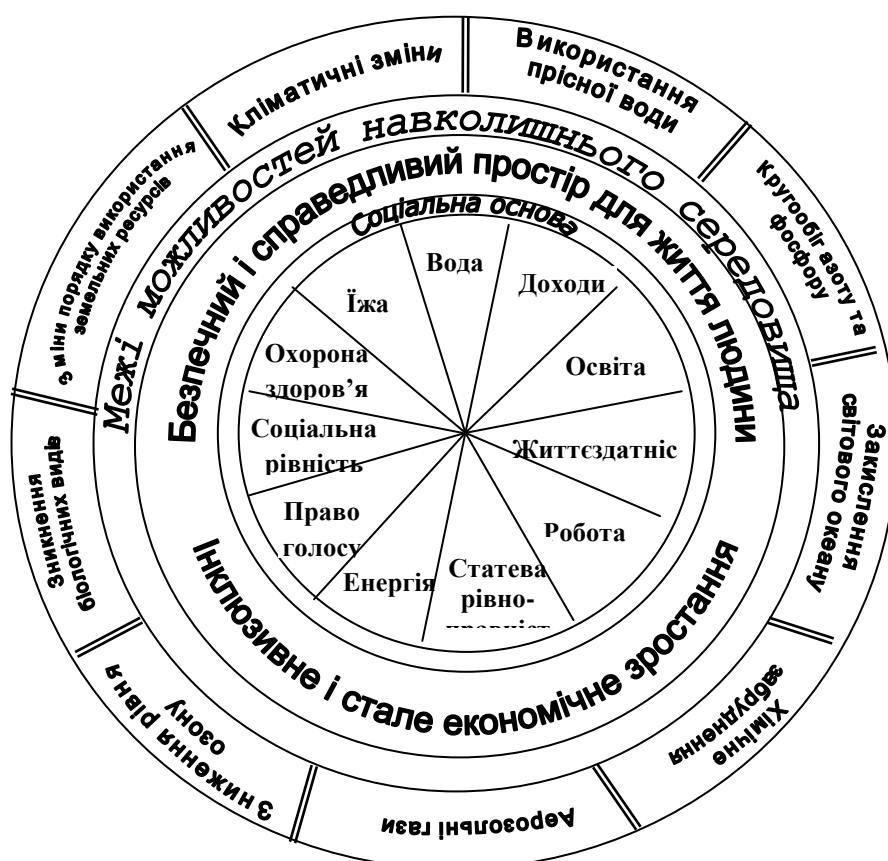 Кліматичні зміни
Використання
прісної води
Кругообіг азоту та
фосфору
Закислення
світового океану
Хімічне
забруднення
Аерозольні гази
Зниження рівня
озону
Зникнення
біологічних видів
Зміни порядку використання
земельних ресурсів
Межі можливостей навколишнього середовища
Безпечний і справедливий простір для життя людини
Соціальна основа
Вода
Доходи
Освіта
Життєздатніс
Робота
Статева
рівно-
правніст
Енергія
Право
голосу
Соціальна
рівність
Охорона
здоров’я
Їжа
Інклюзивне і стале економічне зростання